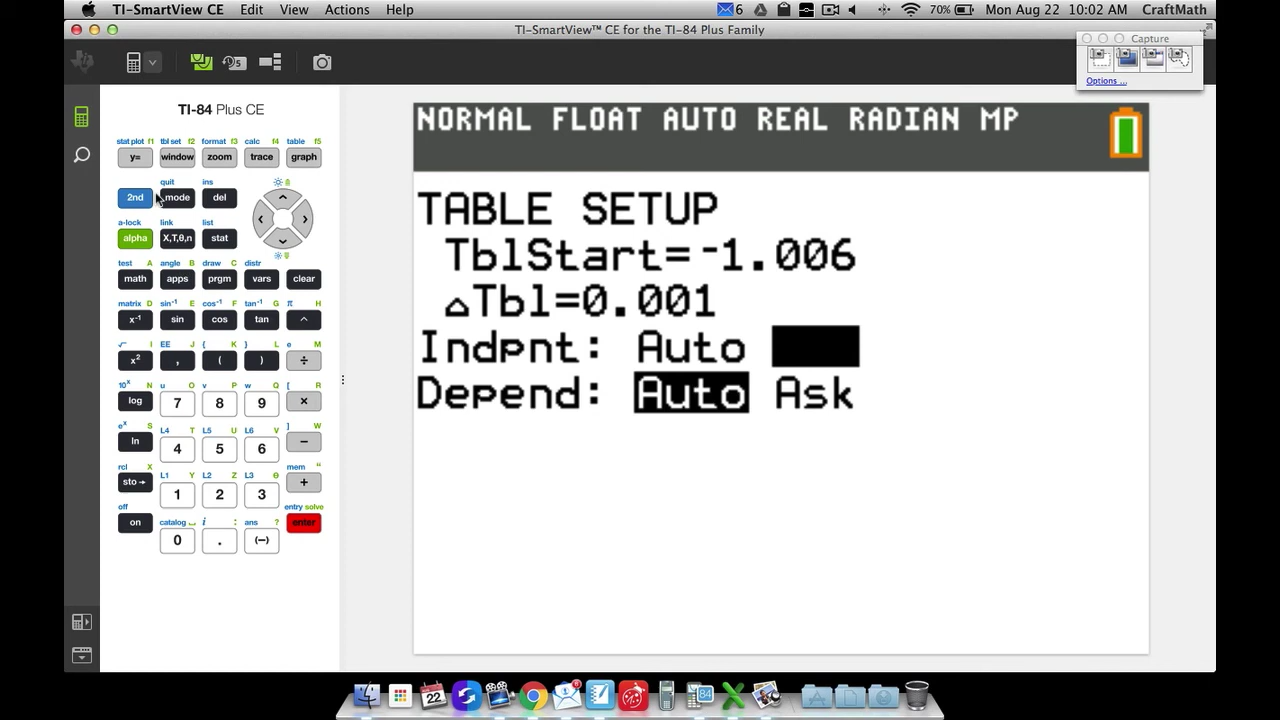 TI-SmartView CE Edit View Actions Help 6 70% Mon Aug 22 10:02 AM CraftMath
TI-SmartView™ CE for the TI-84 Plus Family
Capture
Options ...
TI-84 Plus CE
NORMAL FLOAT AUTO REAL RADIAN MP
TABLE SETUP
TblStart=-1.006
△Tbl=0.001
Indpnt: Auto
Depend: Auto Ask
stat plot f1 tbl set f2 format f3 calc f4 table f5
y= window zoom trace graph
quit ins
2nd mode del
a-lock link list
alpha X,T,θ,n stat
test A angle B draw C distr
math apps prgm vars clear
matrix D sin⁻¹ E cos⁻¹ F tan⁻¹ G π H
x⁻¹ sin cos tan ^
√ I EE J { K } L e M
x² , ( ) ÷
10ˣ N u O v P w Q [ R
log 7 8 9 ×
eˣ S L4 T L5 U L6 V ] W
ln 4 5 6 −
rcl X L1 Y L2 Z L3 θ mem "
sto→ 1 2 3 +
off catalog i : ans ? entry solve
on 0 . (−) enter
22
84